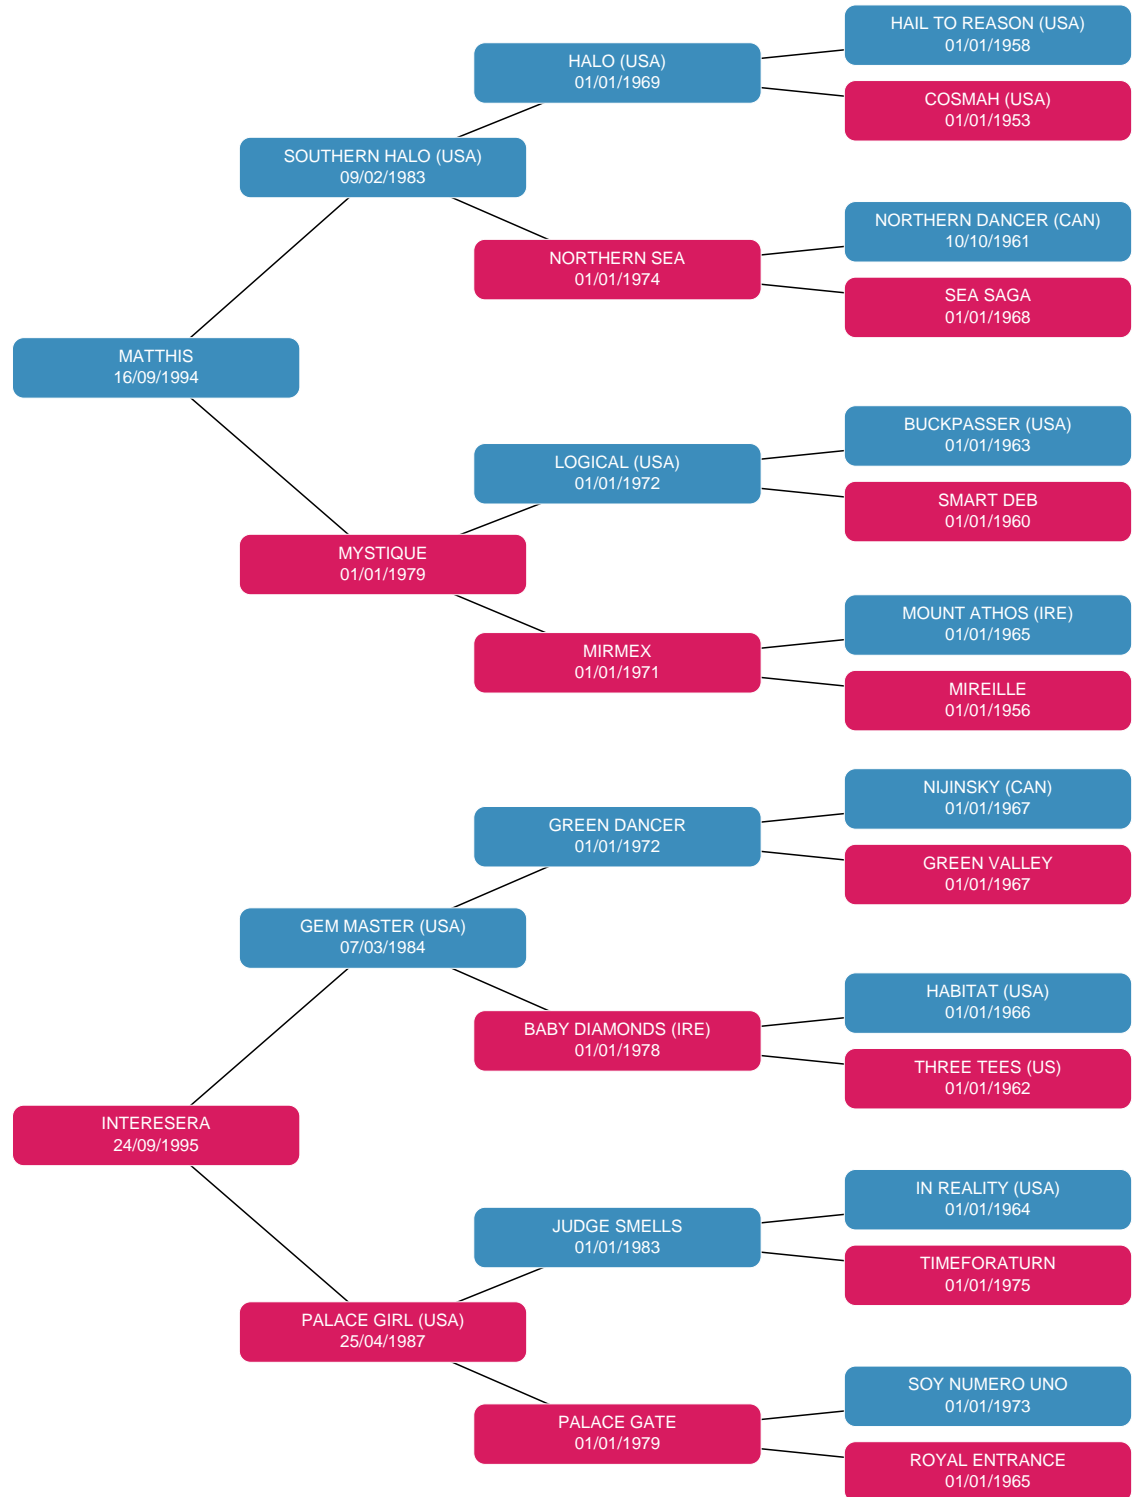 HAIL TO REASON (USA)
01/01/1958
HALO (USA)
01/01/1969
COSMAH (USA)
01/01/1953
SOUTHERN HALO (USA)
09/02/1983
NORTHERN DANCER (CAN)
10/10/1961
NORTHERN SEA
01/01/1974
SEA SAGA
01/01/1968
MATTHIS
16/09/1994
BUCKPASSER (USA)
01/01/1963
LOGICAL (USA)
01/01/1972
SMART DEB
01/01/1960
MYSTIQUE
01/01/1979
MOUNT ATHOS (IRE)
01/01/1965
MIRMEX
01/01/1971
MIREILLE
01/01/1956
NIJINSKY (CAN)
01/01/1967
GREEN DANCER
01/01/1972
GREEN VALLEY
01/01/1967
GEM MASTER (USA)
07/03/1984
HABITAT (USA)
01/01/1966
BABY DIAMONDS (IRE)
01/01/1978
THREE TEES (US)
01/01/1962
INTERESERA
24/09/1995
IN REALITY (USA)
01/01/1964
JUDGE SMELLS
01/01/1983
TIMEFORATURN
01/01/1975
PALACE GIRL (USA)
25/04/1987
SOY NUMERO UNO
01/01/1973
PALACE GATE
01/01/1979
ROYAL ENTRANCE
01/01/1965